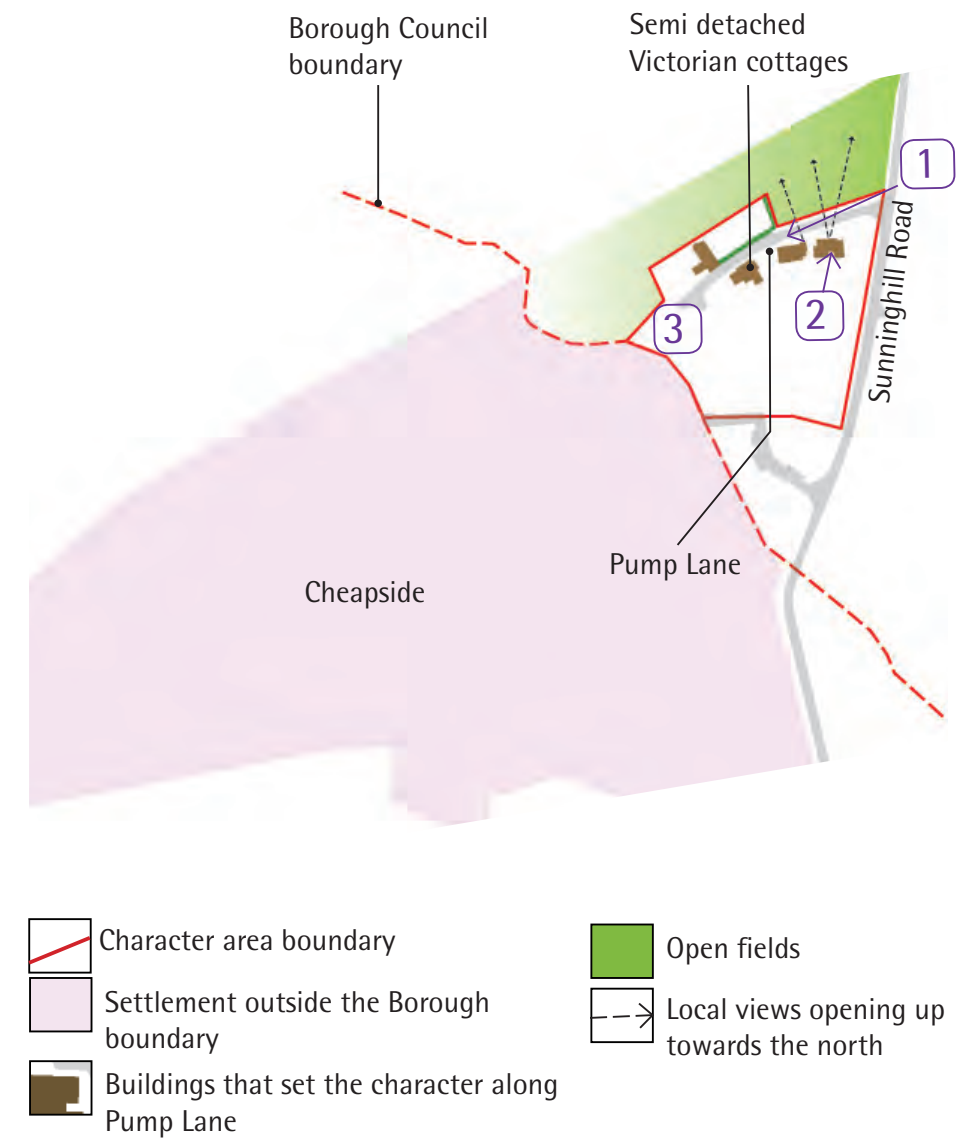 Borough Council
boundary
Semi detached
Victorian cottages
1
2
3
Sunninghill Road
Pump Lane
Cheapside
Character area boundary
Settlement outside the Borough
boundary
Buildings that set the character along
Pump Lane
Open fields
Local views opening up
towards the north